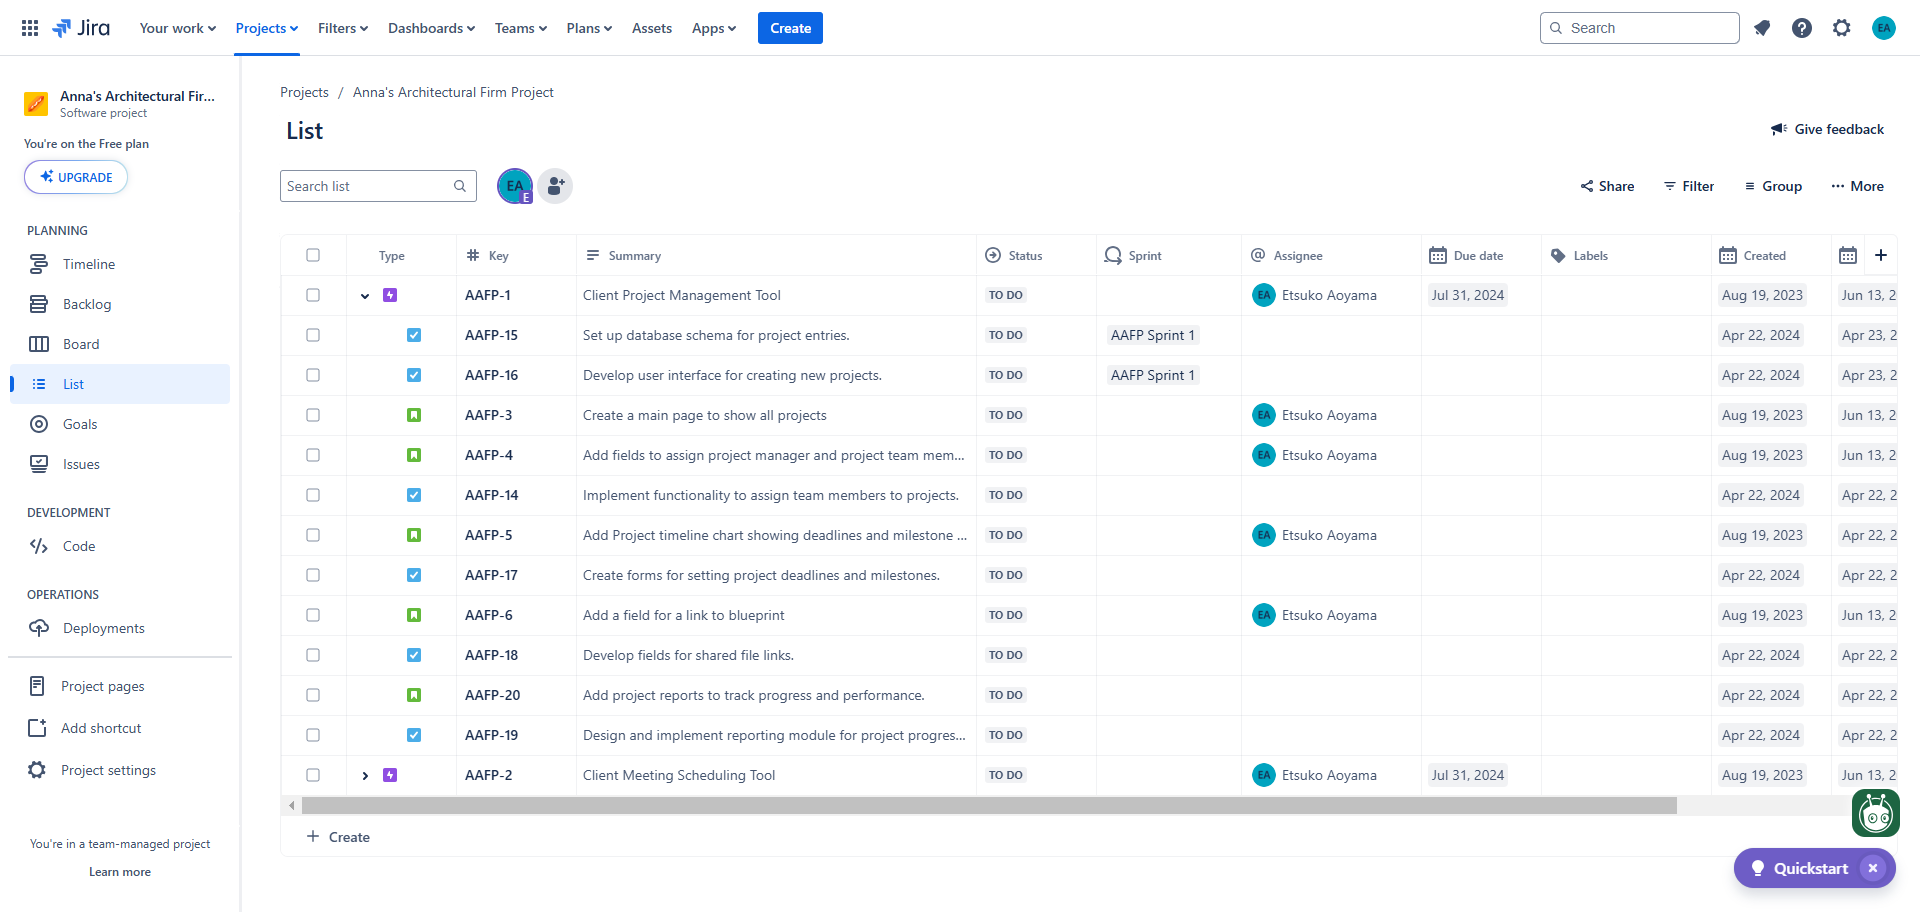 Jira Your work Projects Filters Dashboards Teams Plans Assets Apps Create Search EA
Anna's Architectural Fir...
Software project
You're on the Free plan
UPGRADE
PLANNING
Timeline
Backlog
Board
List
Goals
Issues
DEVELOPMENT
Code
OPERATIONS
Deployments
Project pages
Add shortcut
Project settings
You're in a team-managed project
Learn more
Projects / Anna's Architectural Firm Project
List
Give feedback
Search list EA E Share Filter Group More
Type Key Summary Status Sprint Assignee Due date Labels Created
AAFP-1 Client Project Management Tool TO DO EA Etsuko Aoyama Jul 31, 2024 Aug 19, 2023 Jun 13, 2
AAFP-15 Set up database schema for project entries. TO DO AAFP Sprint 1 Apr 22, 2024 Apr 23, 2
AAFP-16 Develop user interface for creating new projects. TO DO AAFP Sprint 1 Apr 22, 2024 Apr 23, 2
AAFP-3 Create a main page to show all projects TO DO EA Etsuko Aoyama Aug 19, 2023 Jun 13, 2
AAFP-4 Add fields to assign project manager and project team mem... TO DO EA Etsuko Aoyama Aug 19, 2023 Jun 13, 2
AAFP-14 Implement functionality to assign team members to projects. TO DO Apr 22, 2024 Apr 22, 2
AAFP-5 Add Project timeline chart showing deadlines and milestone ... TO DO EA Etsuko Aoyama Aug 19, 2023 Apr 22, 2
AAFP-17 Create forms for setting project deadlines and milestones. TO DO Apr 22, 2024 Apr 22, 2
AAFP-6 Add a field for a link to blueprint TO DO EA Etsuko Aoyama Aug 19, 2023 Jun 13, 2
AAFP-18 Develop fields for shared file links. TO DO Apr 22, 2024 Apr 22, 2
AAFP-20 Add project reports to track progress and performance. TO DO Apr 22, 2024 Apr 22, 2
AAFP-19 Design and implement reporting module for project progres... TO DO Apr 22, 2024 Apr 22, 2
AAFP-2 Client Meeting Scheduling Tool TO DO EA Etsuko Aoyama Jul 31, 2024 Aug 19, 2023 Jun 13, 2
Create
Quickstart